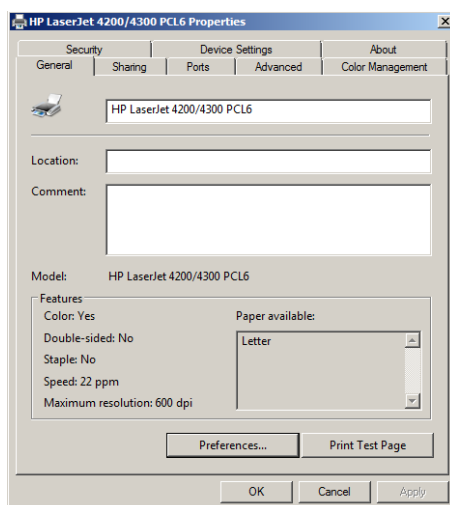 HP LaserJet 4200/4300 PCL6 Properties
Security Device Settings About
General Sharing Ports Advanced Color Management
HP LaserJet 4200/4300 PCL6
Location:
Comment:
Model: HP LaserJet 4200/4300 PCL6
Features
Color: Yes Paper available:
Double-sided: No Letter
Staple: No
Speed: 22 ppm
Maximum resolution: 600 dpi
Preferences... Print Test Page
OK Cancel Apply